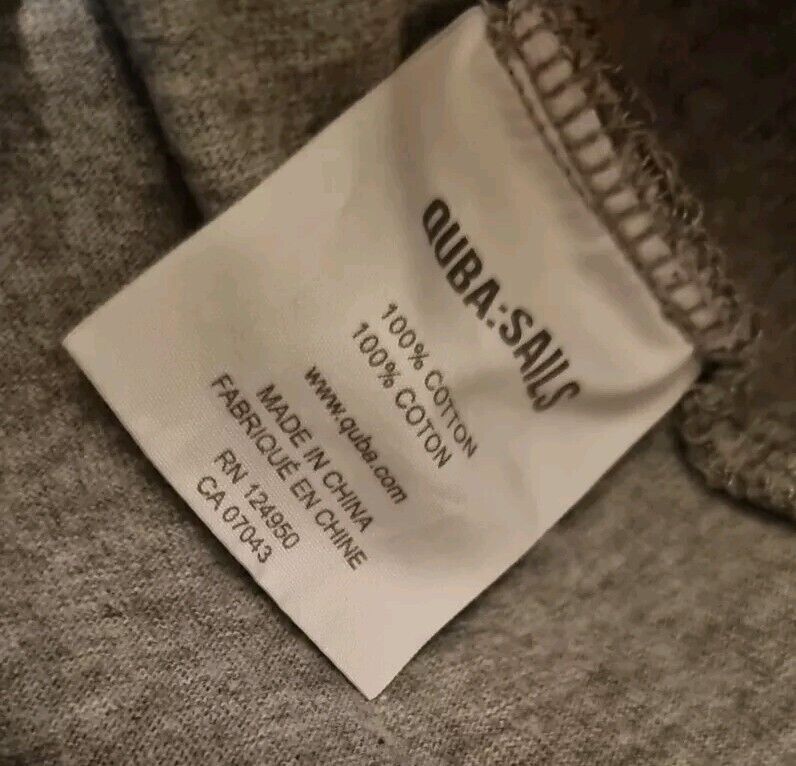 QUBA:SAILS
100% COTTON
100% COTON
www.quba.com
MADE IN CHINA
FABRIQUÉ EN CHINE
RN 124950
CA 07043